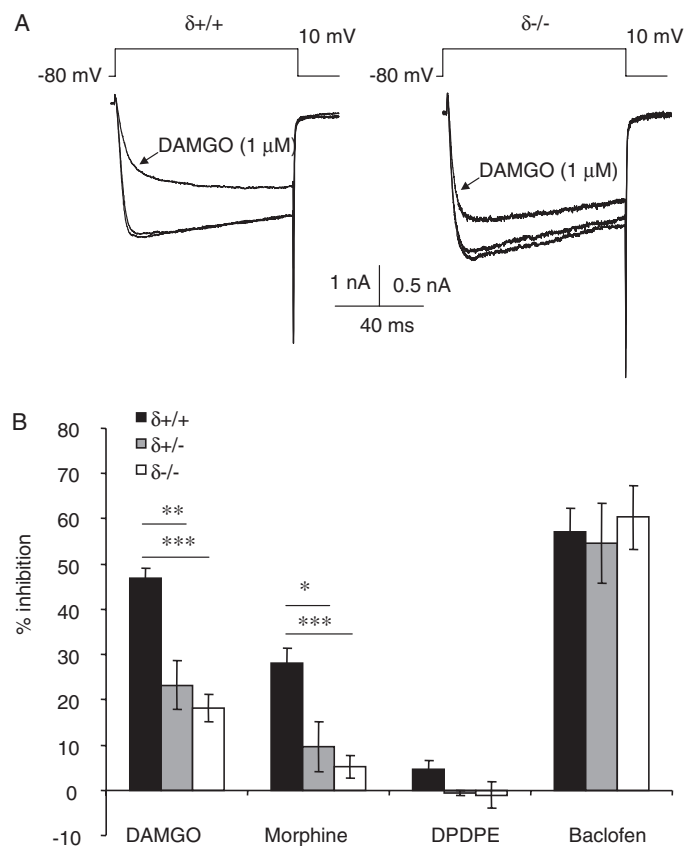 A
δ+/+
10 mV
δ-/-
10 mV
-80 mV
-80 mV
DAMGO (1 μM)
DAMGO (1 μM)
1 nA
0.5 nA
40 ms
B
δ+/+
δ+/-
δ-/-
% inhibition
80
70
60
50
40
30
20
10
0
-10
**
***
*
***
DAMGO
Morphine
DPDPE
Baclofen